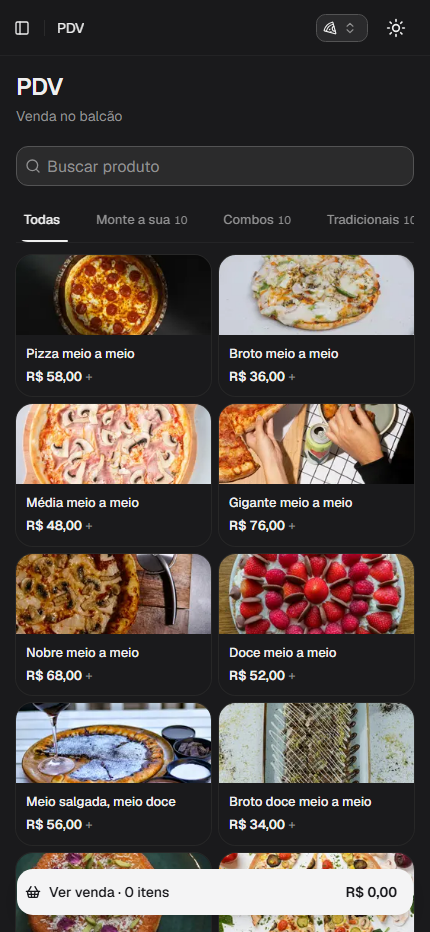 PDV
PDV
Venda no balcão
Buscar produto
Todas Monte a sua 10 Combos 10 Tradicionais 10
Pizza meio a meio Broto meio a meio
R$ 58,00 + R$ 36,00 +
Média meio a meio Gigante meio a meio
R$ 48,00 + R$ 76,00 +
Nobre meio a meio Doce meio a meio
R$ 68,00 + R$ 52,00 +
Meio salgada, meio doce Broto doce meio a meio
R$ 56,00 + R$ 34,00 +
Ver venda · 0 itens R$ 0,00